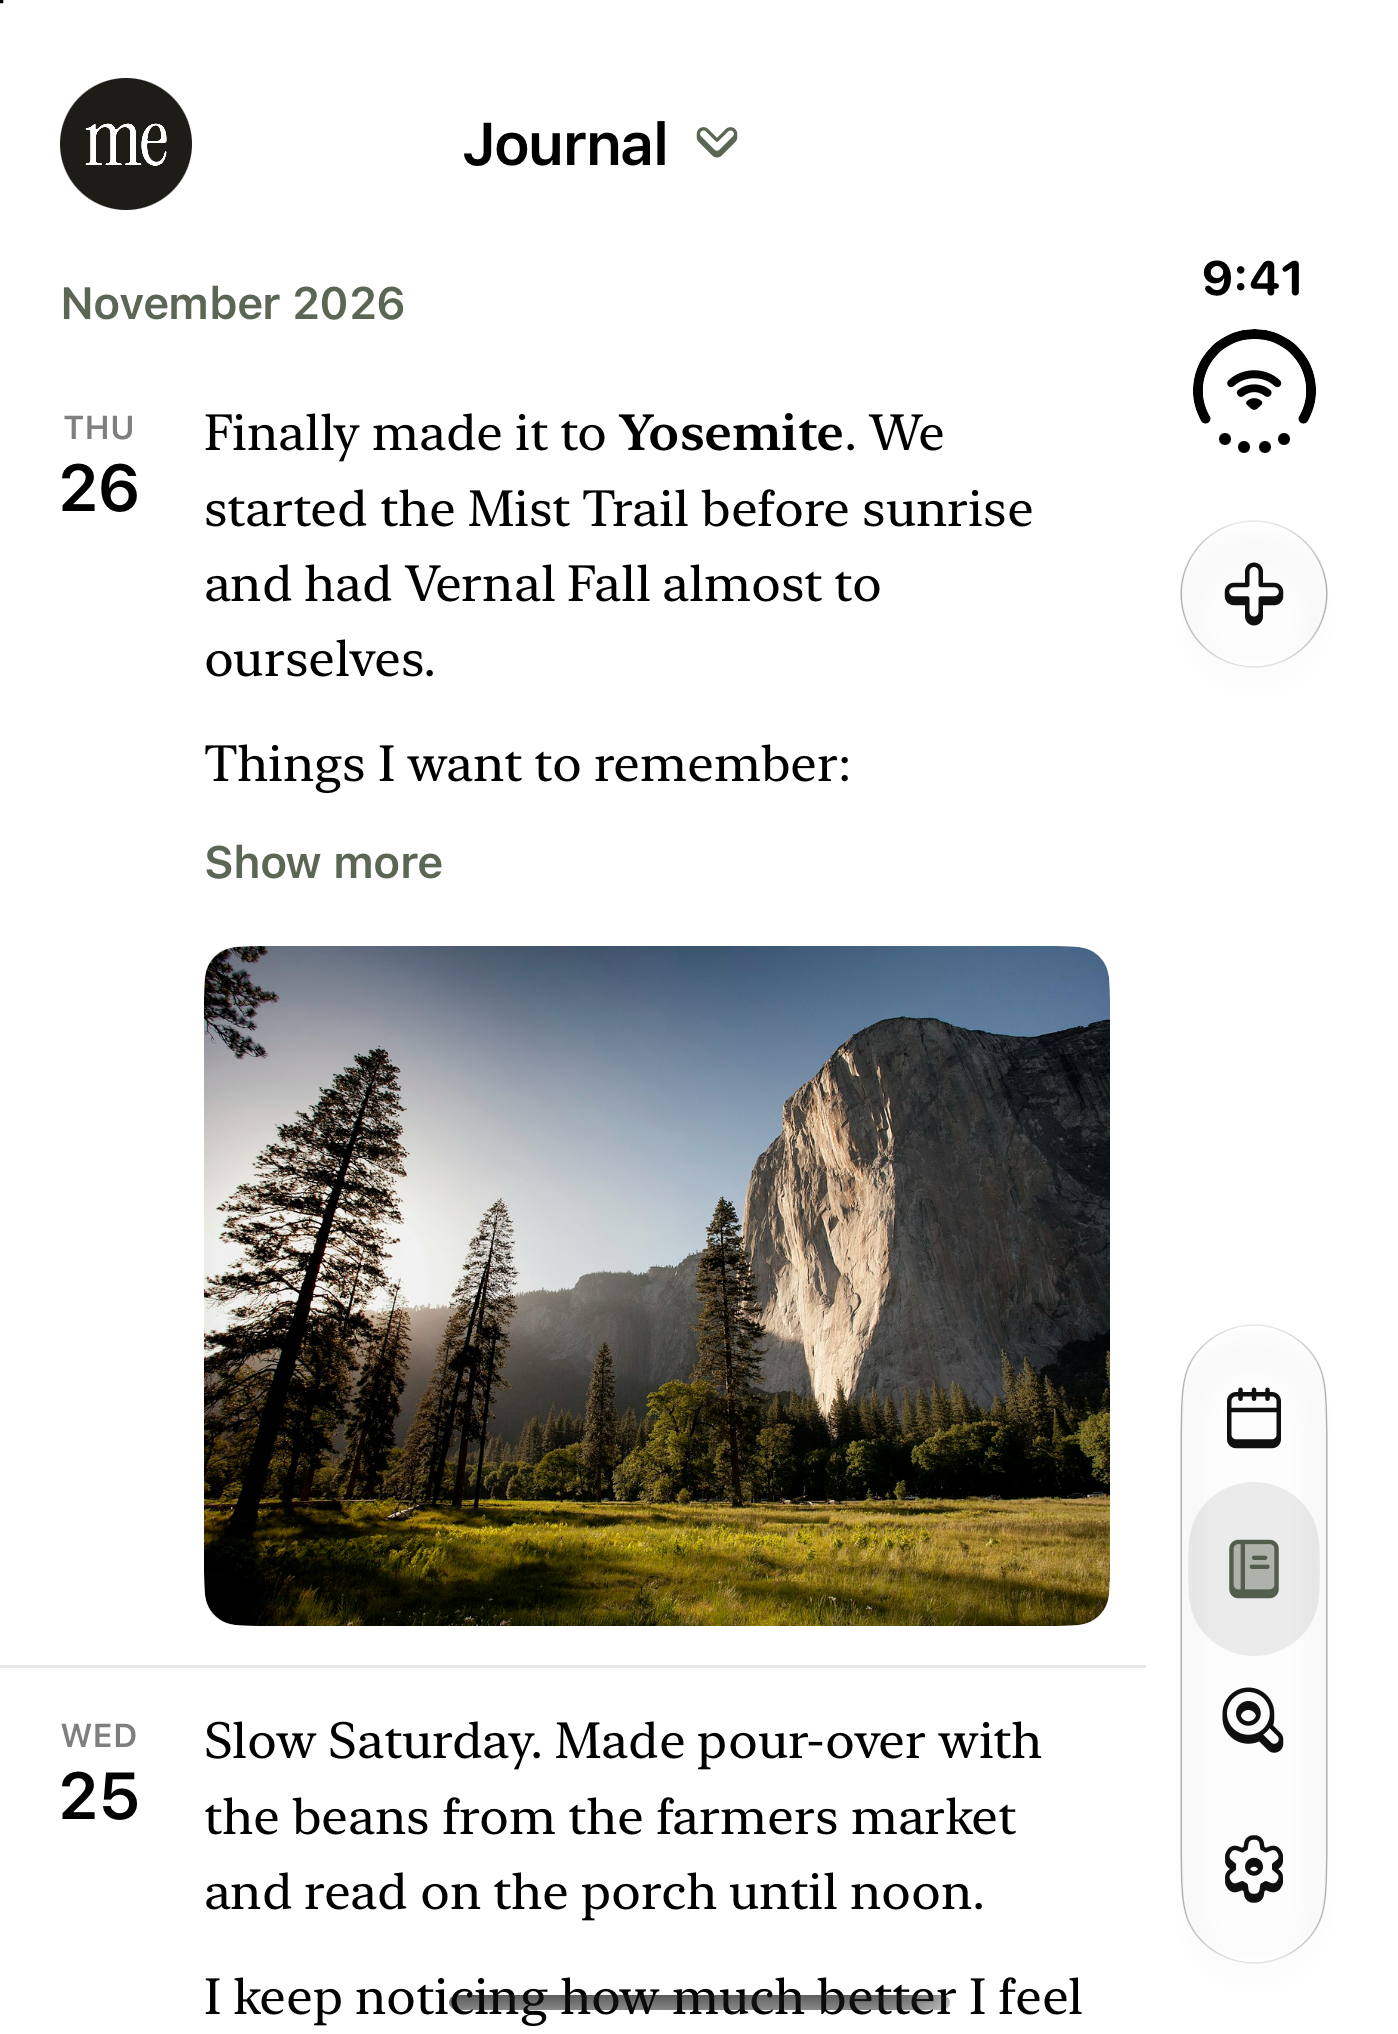 me
Journal
9:41
November 2026
THU
26
Finally made it to Yosemite. We
started the Mist Trail before sunrise
and had Vernal Fall almost to
ourselves.
Things I want to remember:
Show more
WED
25
Slow Saturday. Made pour-over with
the beans from the farmers market
and read on the porch until noon.
I keep noticing how much better I feel